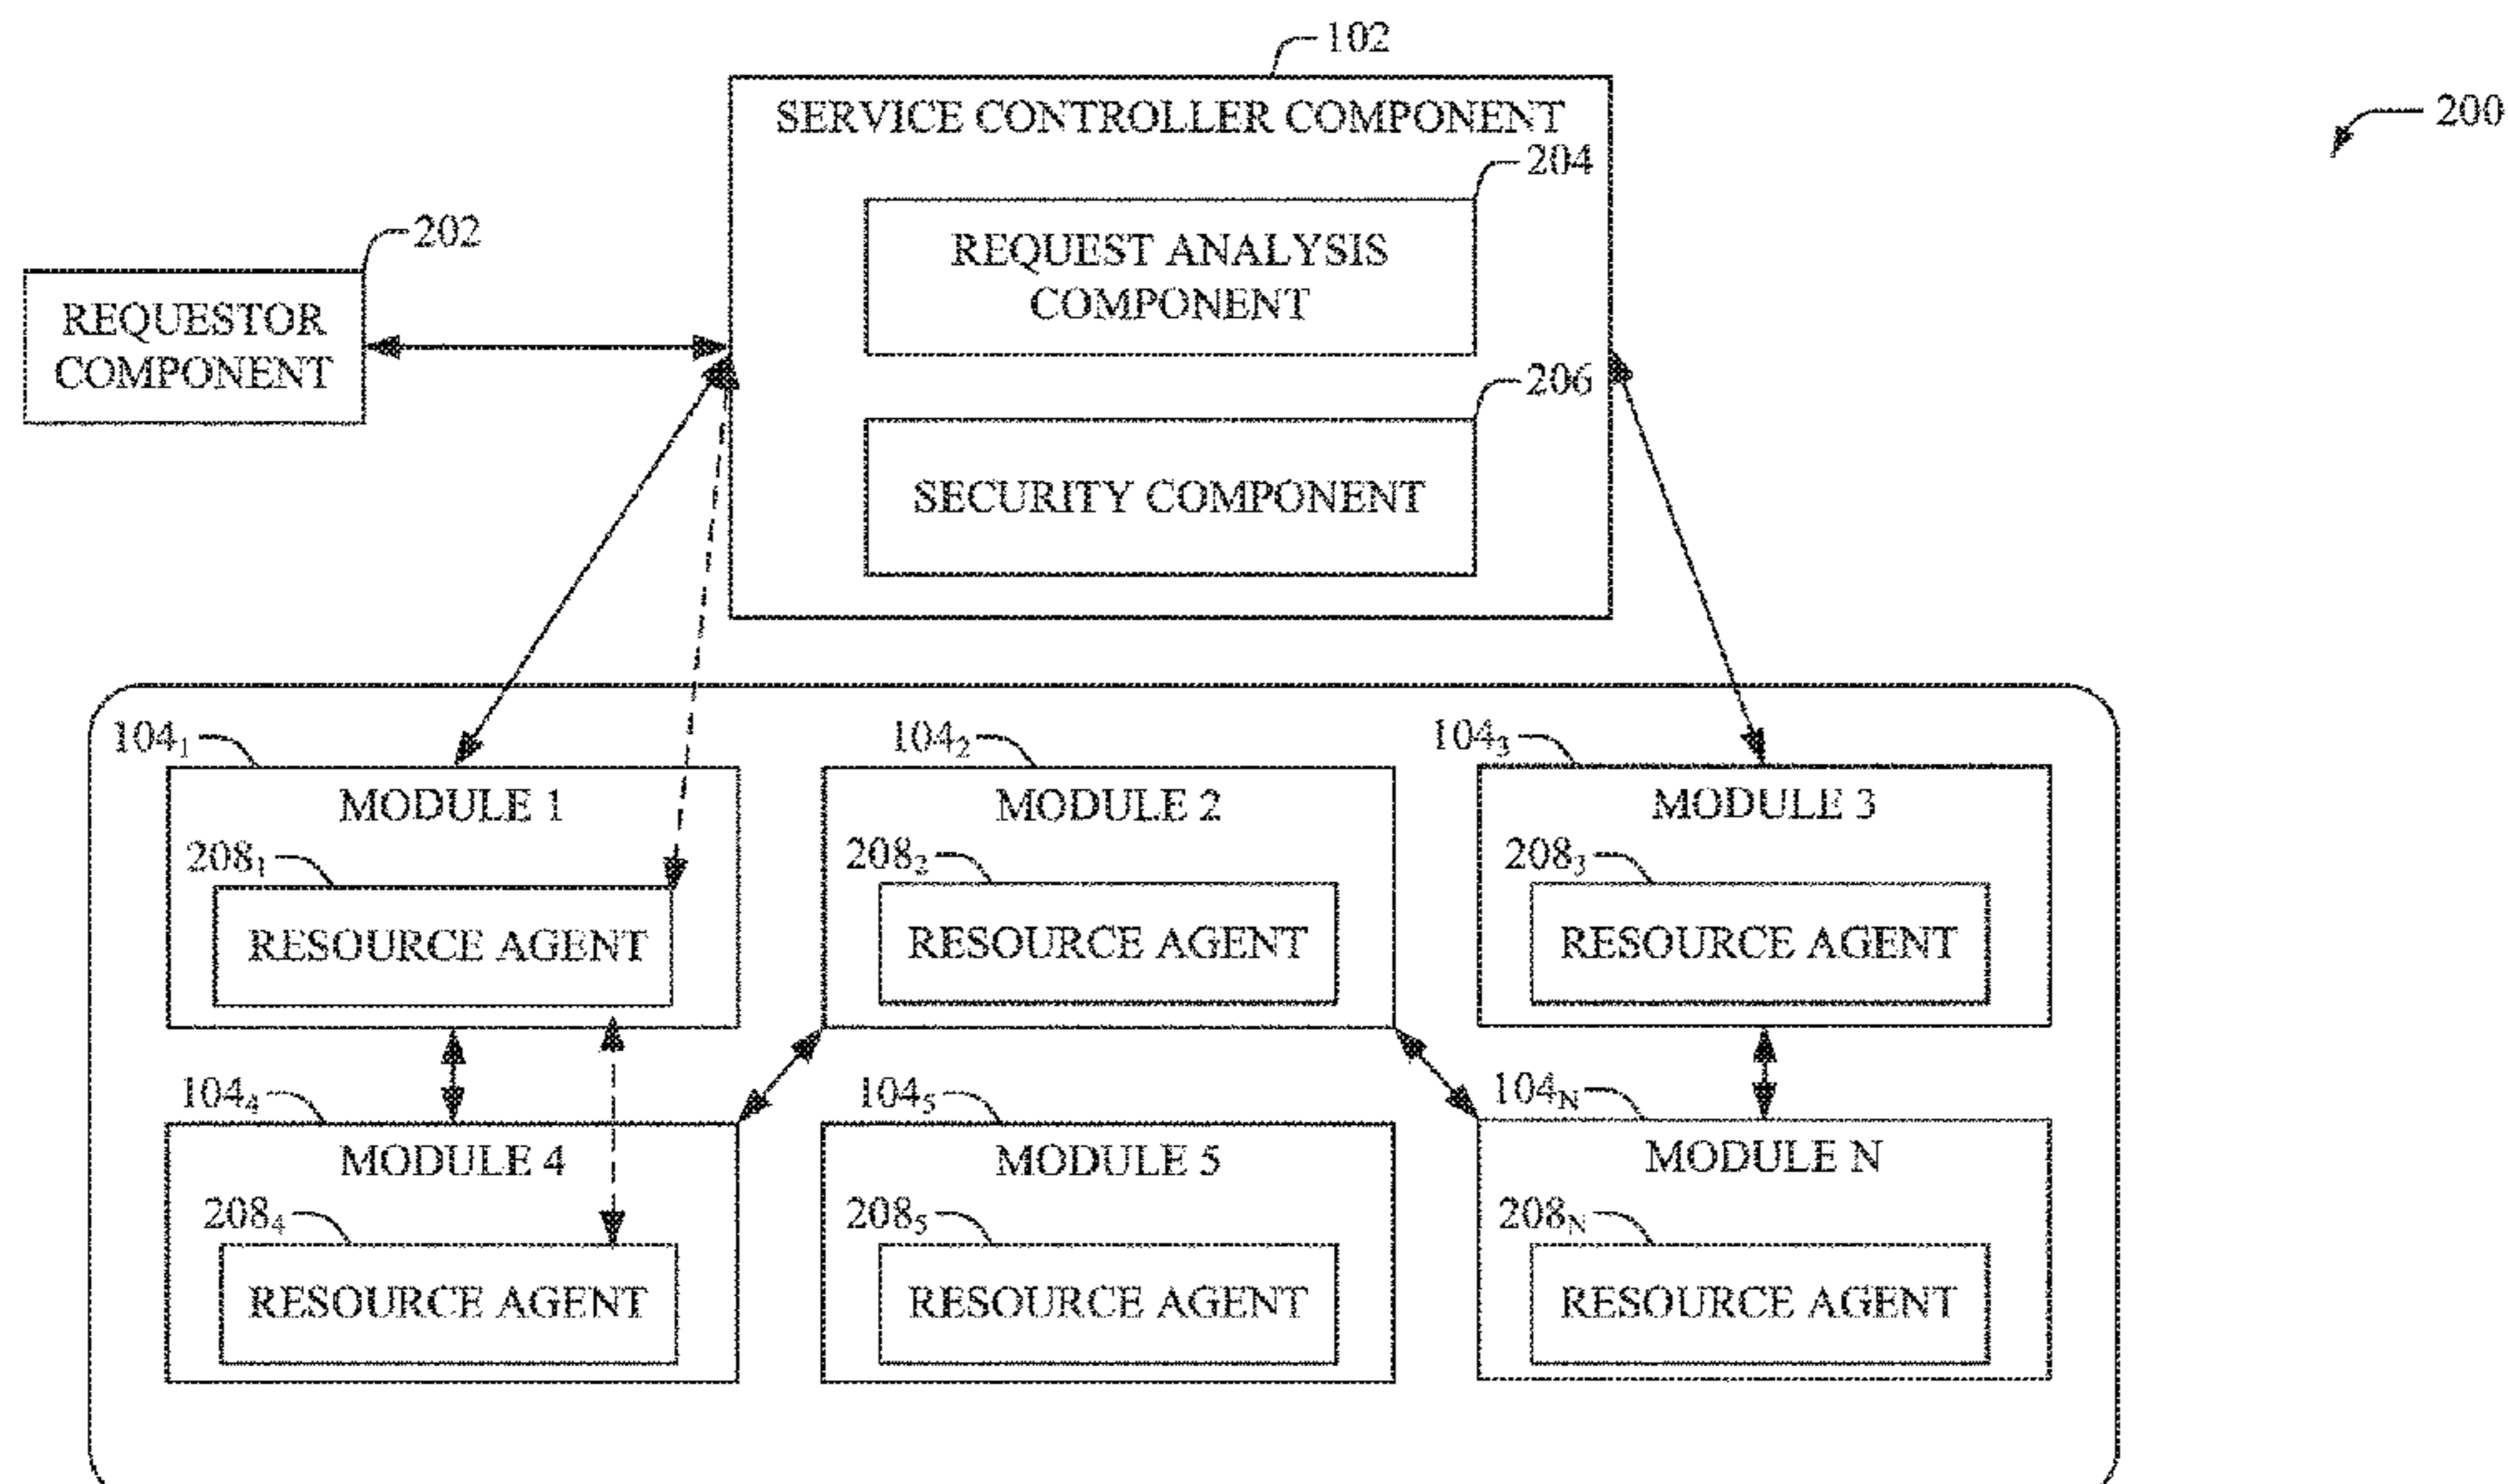 102
200
SERVICE CONTROLLER COMPONENT
204
202
REQUEST ANALYSIS
COMPONENT
REQUESTOR
COMPONENT
206
SECURITY COMPONENT
104₁
104₂
104₃
MODULE 1
MODULE 2
MODULE 3
208₁
208₂
208₃
RESOURCE AGENT
RESOURCE AGENT
RESOURCE AGENT
104₄
104₅
104N
MODULE 4
MODULE 5
MODULE N
208₄
208₅
208N
RESOURCE AGENT
RESOURCE AGENT
RESOURCE AGENT